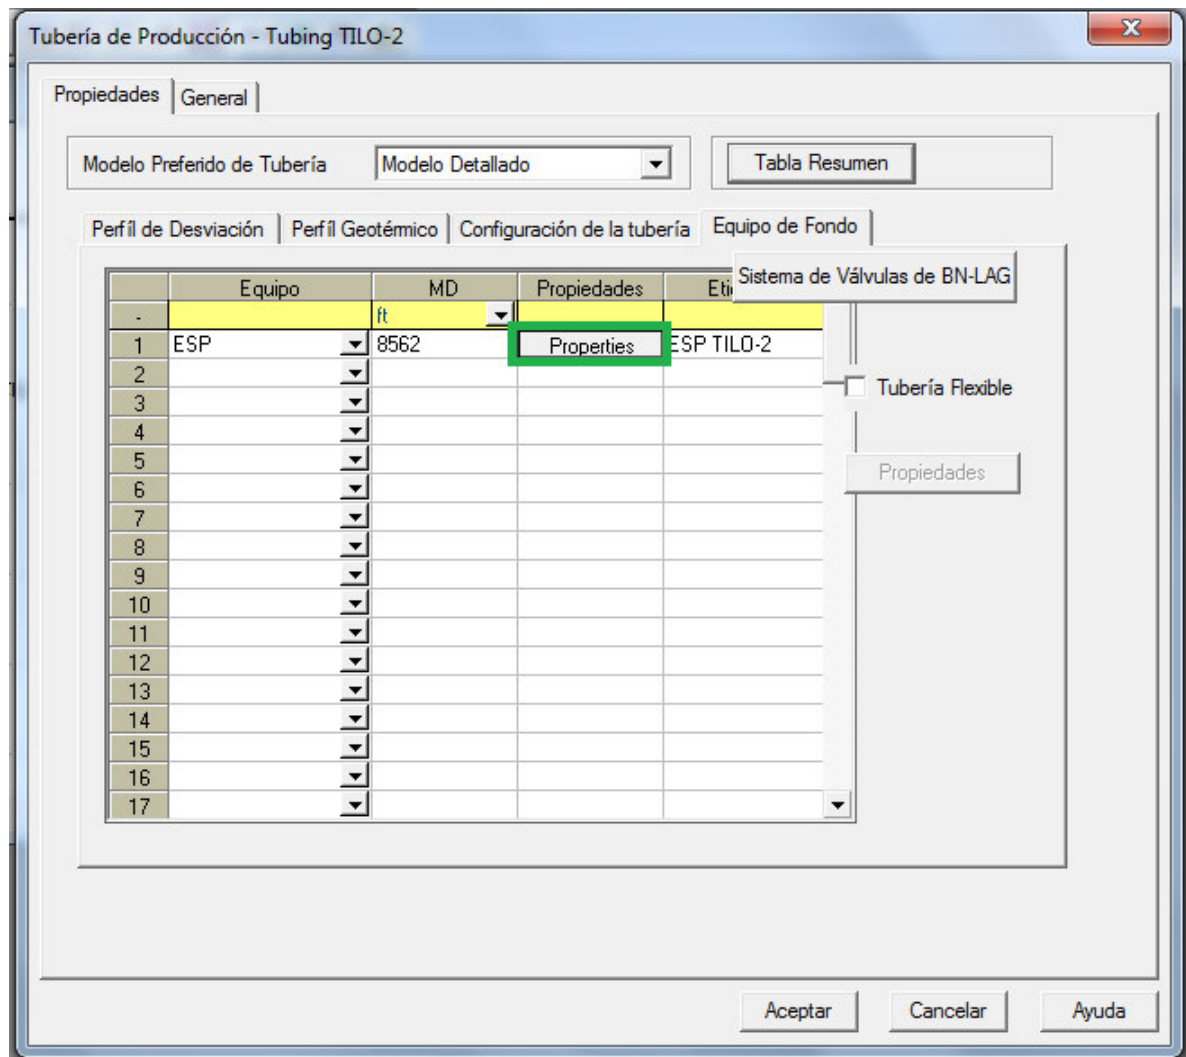 Tubería de Producción - Tubing TILO-2
Propiedades General
Modelo Preferido de Tubería Modelo Detallado Tabla Resumen
Perfíl de Desviación Perfíl Geotérmico Configuración de la tubería Equipo de Fondo
Sistema de Válvulas de BN-LAG
Equipo MD Propiedades Eti
- ft
1 ESP 8562 Properties ESP TILO-2
2
Tubería Flexible
3
4
5
Propiedades
6
7
8
9
10
11
12
13
14
15
16
17
Aceptar Cancelar Ayuda